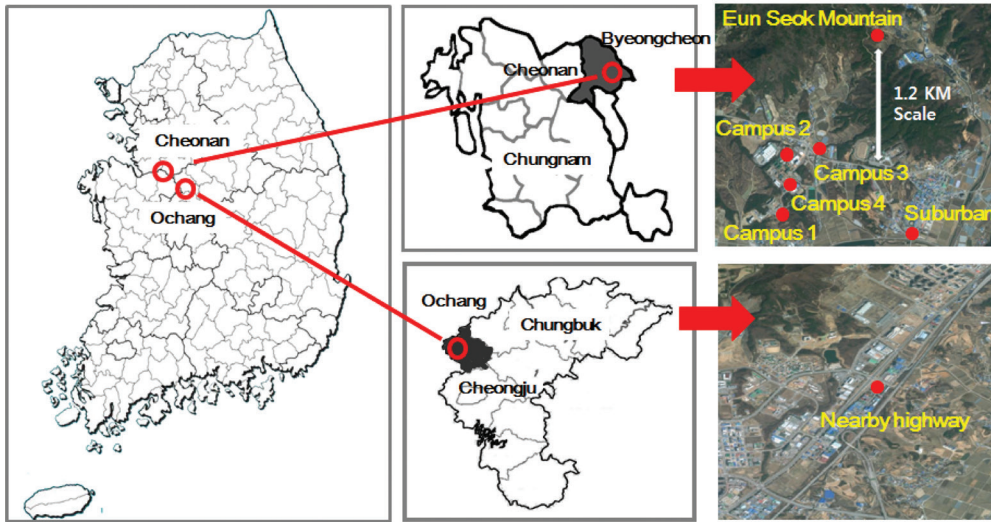 Cheonan
Ochang
Byeongcheon
Cheonan
Chungnam
Ochang
Chungbuk
Cheongju
Eun Seok Mountain
1.2 KM
Scale
Campus 2
Campus 3
Campus 4
Campus 1
Suburban
Nearby highway